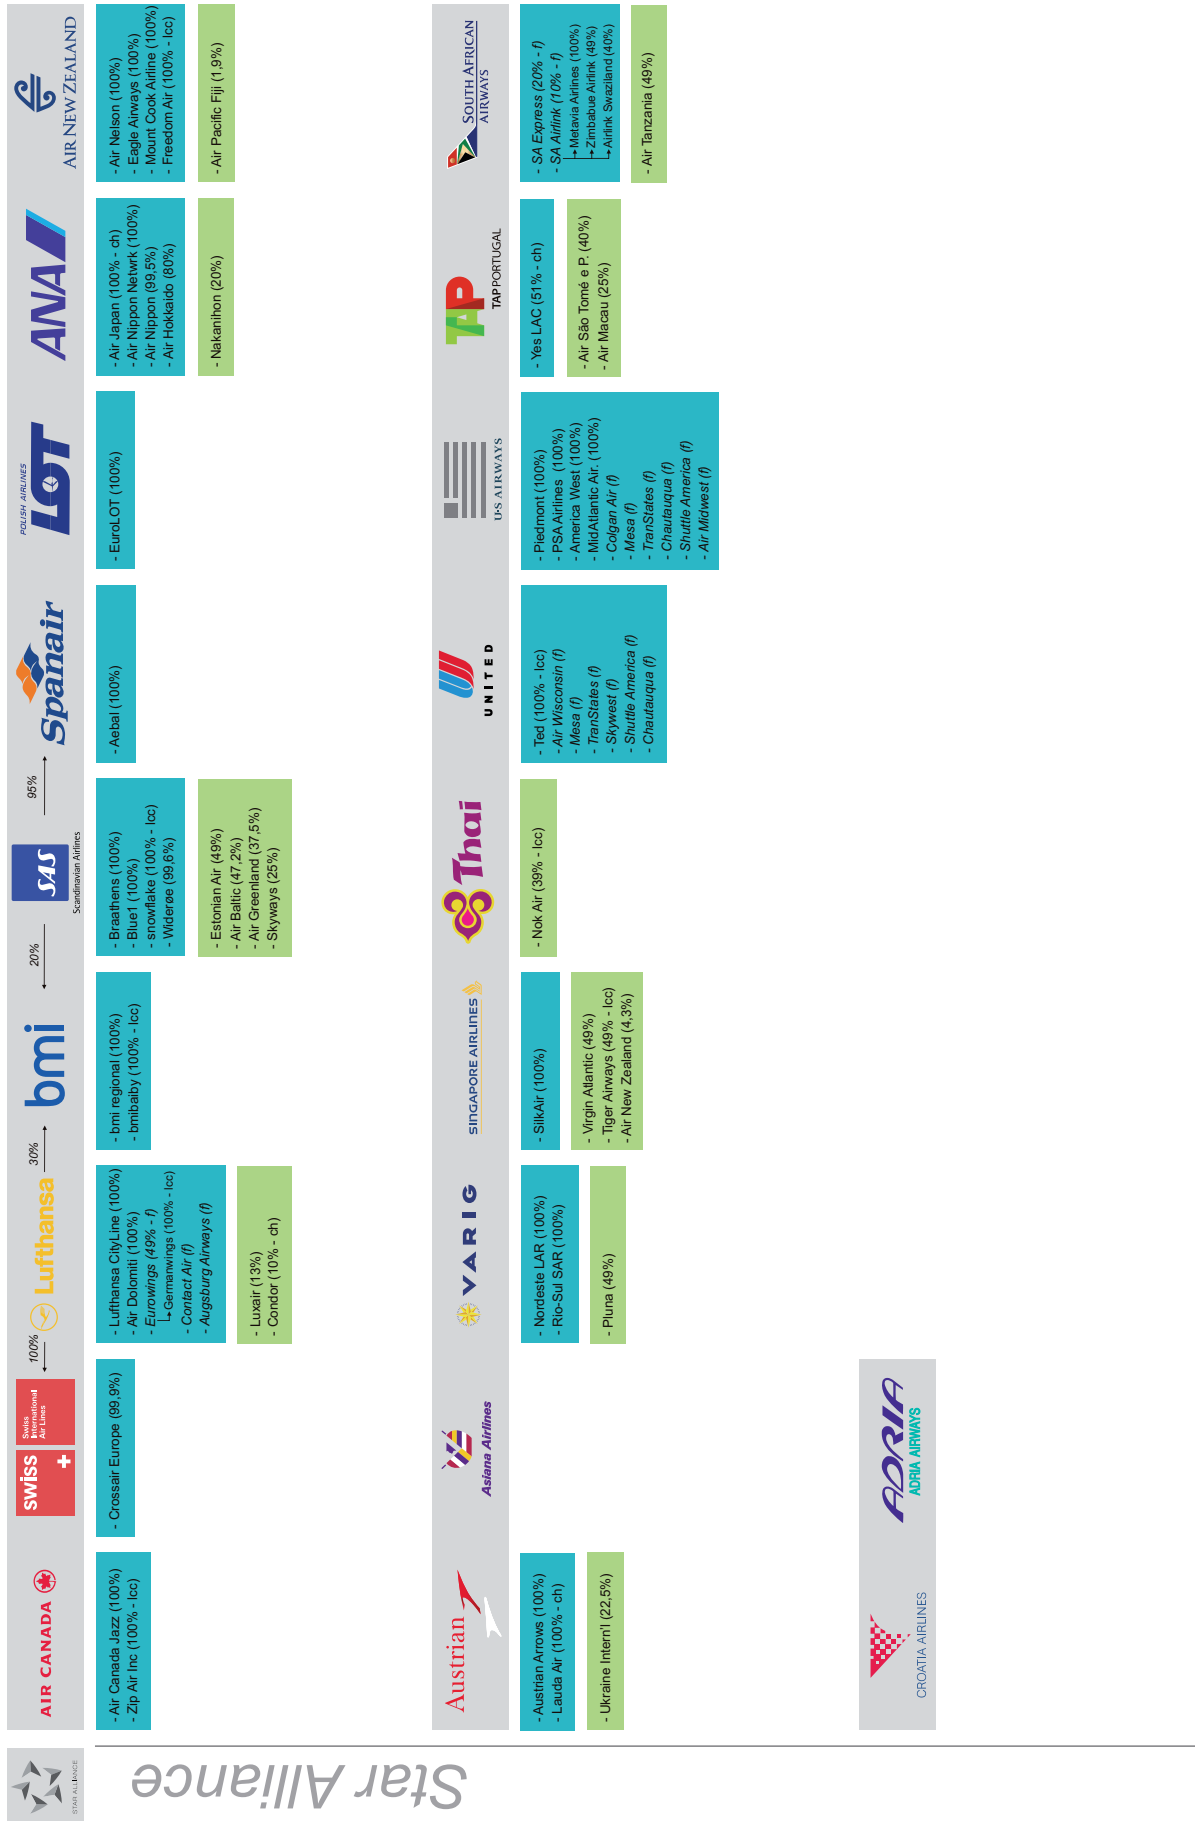 STAR ALLIANCE
Star Alliance
AIR CANADA
- Air Canada Jazz (100%)
- Zip Air Inc (100% - lcc)
swiss
Swiss
International
Air Lines
- Crossair Europe (99,9%)
100%
Lufthansa
- Lufthansa CityLine (100%)
- Air Dolomiti (100%)
- Eurowings (49% - f)
Germanwings (100% - lcc)
- Contact Air (f)
- Augsburg Airways (f)
- Luxair (13%)
- Condor (10% - ch)
30%
bmi
- bmi regional (100%)
- bmibaiby (100% - lcc)
20%
SAS
Scandinavian Airlines
- Braathens (100%)
- Blue1 (100%)
- snowflake (100% - lcc)
- Widerøe (99,6%)
- Estonian Air (49%)
- Air Baltic (47,2%)
- Air Greenland (37,5%)
- Skyways (25%)
95%
Spanair
- Aebal (100%)
POLISH AIRLINES
LOT
- EuroLOT (100%)
ANA
- Air Japan (100% - ch)
- Air Nippon Netwrk (100%)
- Air Nippon (99,5%)
- Air Hokkaido (80%)
- Nakanihon (20%)
AIR NEW ZEALAND
- Air Nelson (100%)
- Eagle Airways (100%)
- Mount Cook Airline (100%)
- Freedom Air (100% - lcc)
- Air Pacific Fiji (1,9%)
Austrian
- Austrian Arrows (100%)
- Lauda Air (100% - ch)
- Ukraine Intern'l (22,5%)
Asiana Airlines
VARIG
- Nordeste LAR (100%)
- Rio-Sul SAR (100%)
- Pluna (49%)
SINGAPORE AIRLINES
- SilkAir (100%)
- Virgin Atlantic (49%)
- Tiger Airways (49% - lcc)
- Air New Zealand (4,3%)
Thai
- Nok Air (39% - lcc)
UNITED
- Ted (100% - lcc)
- Air Wisconsin (f)
- Mesa (f)
- TranStates (f)
- Skywest (f)
- Shuttle America (f)
- Chautauqua (f)
U·S AIRWAYS
- Piedmont (100%)
- PSA Airlines (100%)
- America West (100%)
- MidAtlantic Air. (100%)
- Colgan Air (f)
- Mesa (f)
- TranStates (f)
- Chautauqua (f)
- Shuttle America (f)
- Air Midwest (f)
TAP
TAPPORTUGAL
- Yes LAC (51% - ch)
- Air São Tomé e P. (40%)
- Air Macau (25%)
SOUTH AFRICAN
AIRWAYS
- SA Express (20% - f)
- SA Airlink (10% - f)
Metavia Airlines (100%)
Zimbabue Airlink (49%)
Airlink Swaziland (40%)
- Air Tanzania (49%)
CROATIA AIRLINES
ADRIA
ADRIA AIRWAYS